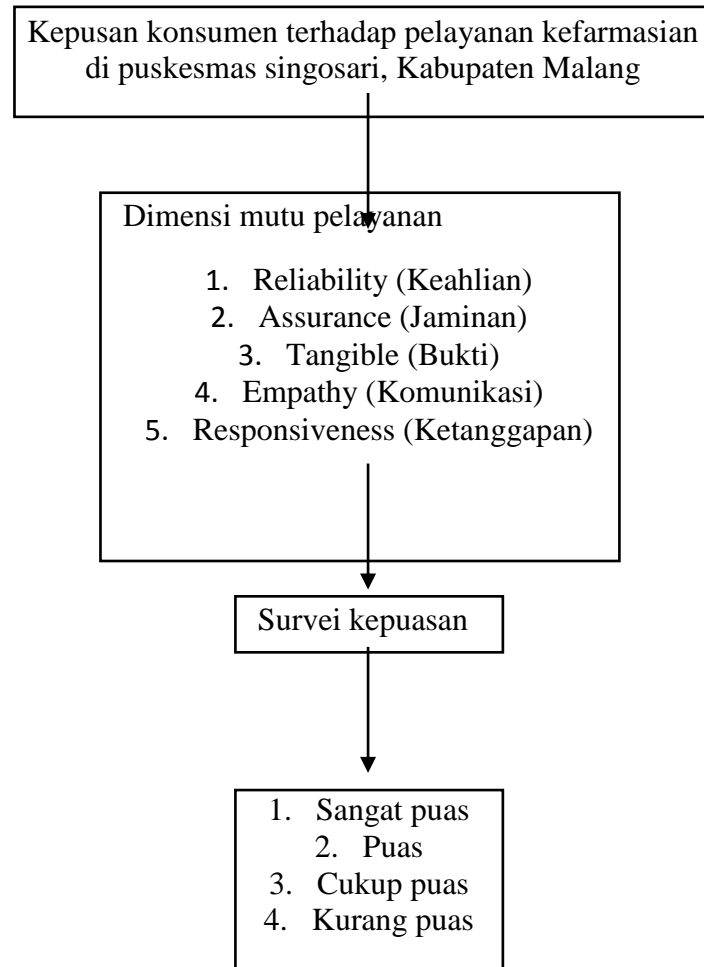 Kepusan konsumen terhadap pelayanan kefarmasian
di puskesmas singosari, Kabupaten Malang
Dimensi mutu pelayanan
1. Reliability (Keahlian)
2. Assurance (Jaminan)
3. Tangible (Bukti)
4. Empathy (Komunikasi)
5. Responsiveness (Ketanggapan)
Survei kepuasan
1. Sangat puas
2. Puas
3. Cukup puas
4. Kurang puas